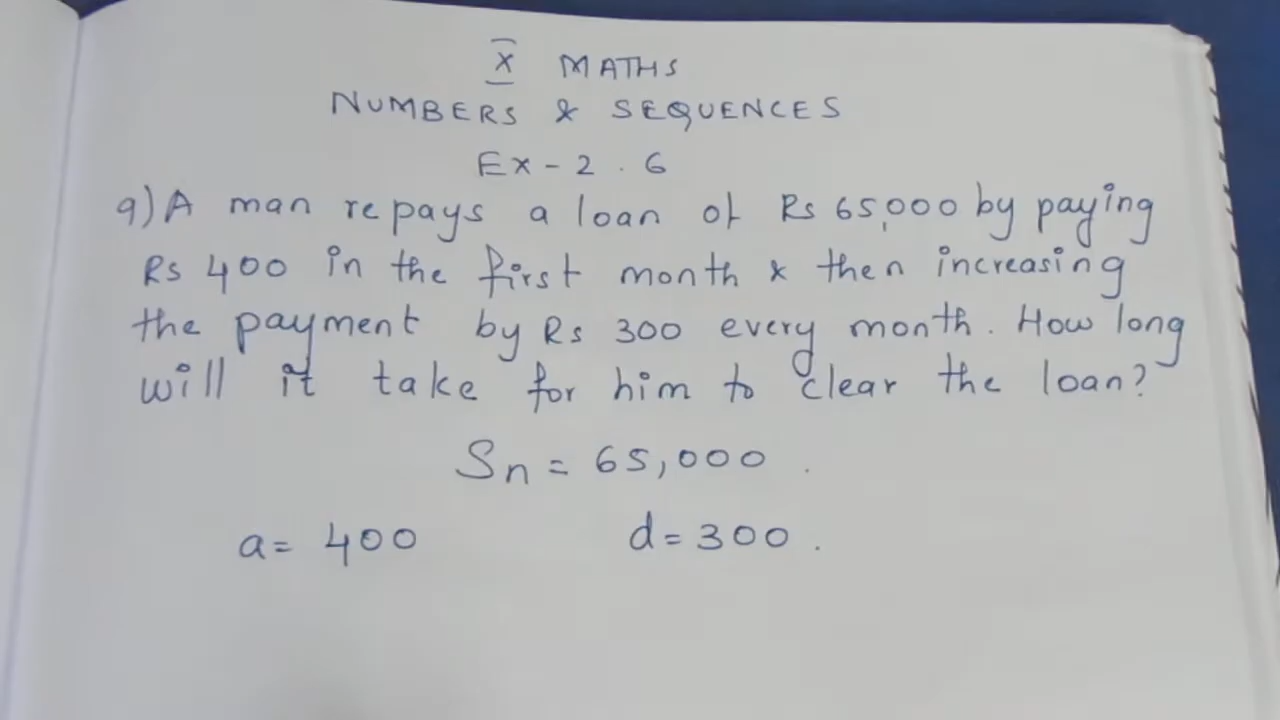 X MATHS
NUMBERS & SEQUENCES
Ex - 2.6
9) A man repays a loan of Rs 65,000 by paying
Rs 400 in the first month & then increasing
the payment by Rs 300 every month. How long
will it take for him to clear the loan?
Sn = 65,000.
a = 400 d = 300.